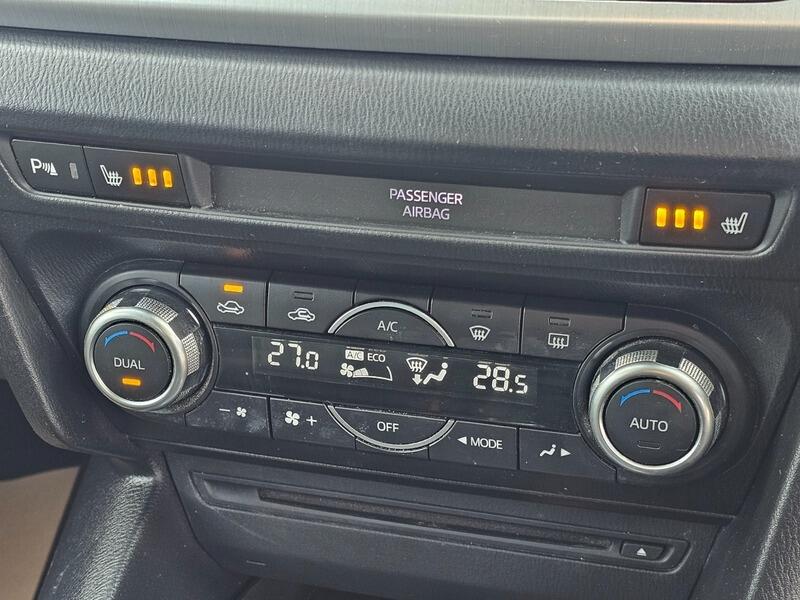 P
PASSENGER
AIRBAG
A/C
DUAL
27.0
A/C ECO
28.5
AUTO
- +
OFF
◄ MODE
►